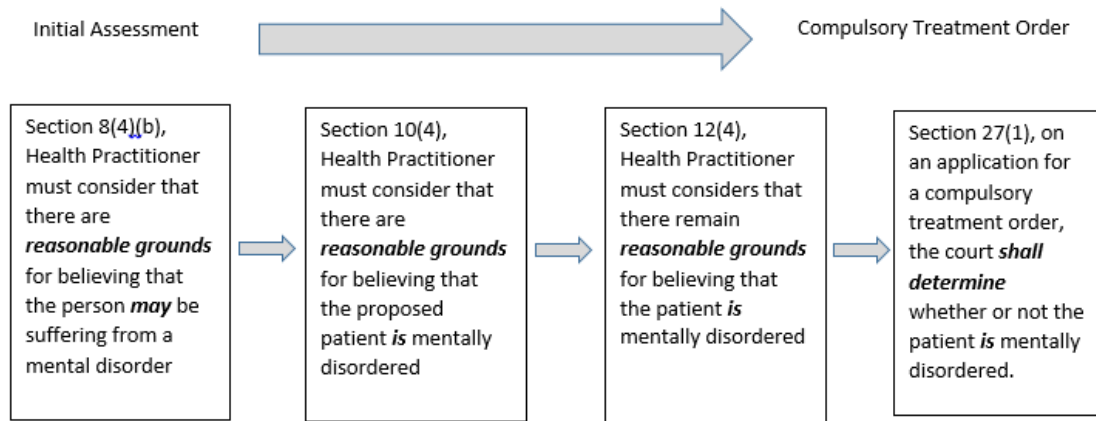 Initial Assessment
Compulsory Treatment Order
Section 8(4)(b),
Health Practitioner
must consider that
there are
reasonable grounds
for believing that
the person may be
suffering from a
mental disorder
Section 10(4),
Health Practitioner
must consider that
there are
reasonable grounds
for believing that
the proposed
patient is mentally
disordered
Section 12(4),
Health Practitioner
must considers that
there remain
reasonable grounds
for believing that
the patient is
mentally disordered
Section 27(1), on
an application for
a compulsory
treatment order,
the court shall
determine
whether or not the
patient is mentally
disordered.